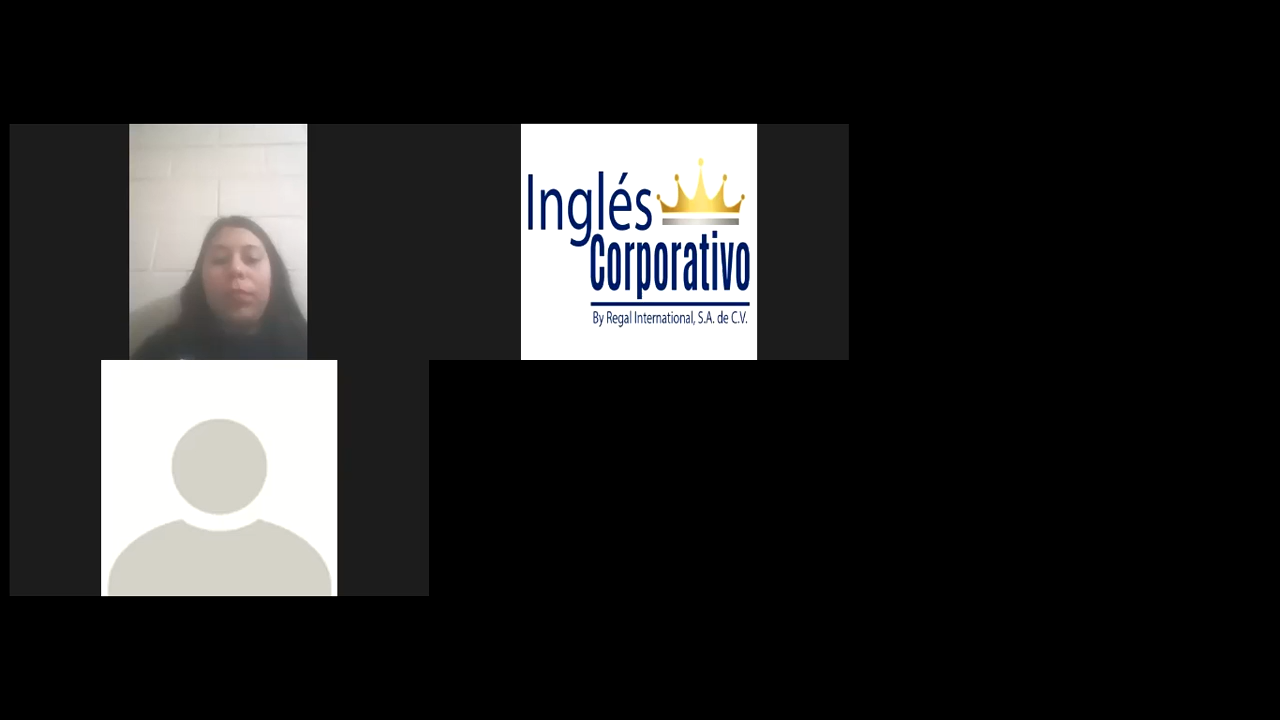 Inglés
Corporativo
By Regal International, S.A. de C.V.